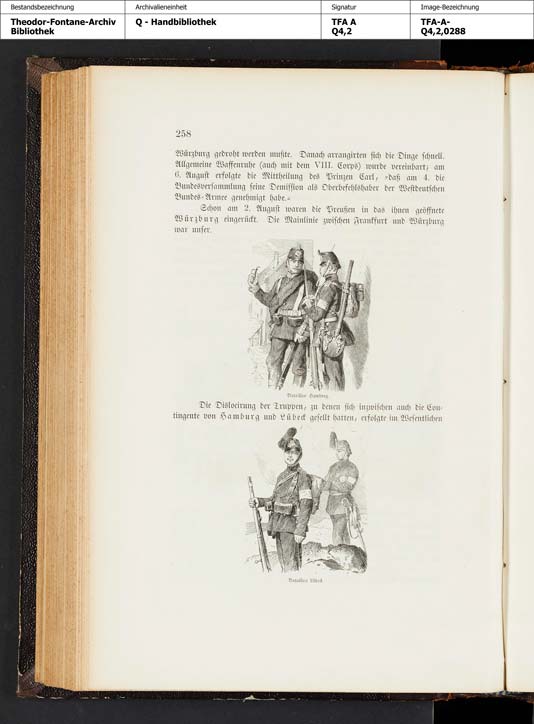 Bestandsbezeichnung Archivalieneinheit Signatur Image-Bezeichnung
Theodor-Fontane-Archiv Q - Handbibliothek TFA A TFA-A-
Bibliothek Q4,2 Q4,2,0288
258
Würzburg gedroht werden mußte. Danach arrangirten sich die Dinge schnell.
Allgemeine Waffenruhe (auch mit dem VIII. Corps) wurde vereinbart; am
6. August erfolgte die Mittheilung des Prinzen Carl, »daß am 4. die
Bundesversammlung seine Demission als Oberbefehlshaber der Westdeutschen
Bundes-Armee genehmigt habe.«
Schon am 2. August waren die Preußen in das ihnen geöffnete
Würzburg eingerückt. Die Mainlinie zwischen Frankfurt und Würzburg
war unser.
Bataillon Hamburg.
Die Dislocirung der Truppen, zu denen sich inzwischen auch die Con-
tingente von Hamburg und Lübeck gesellt hatten, erfolgte im Wesentlichen
Bataillon Lübeck.